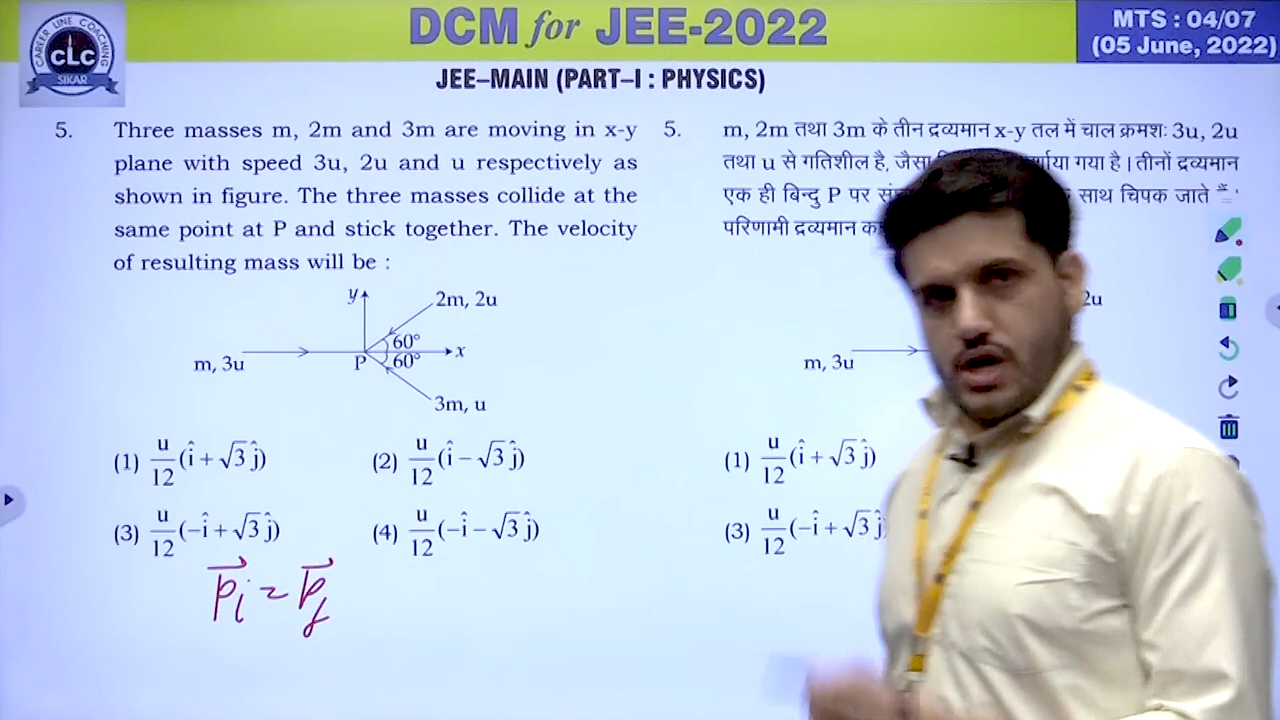 CAREER LINE COACHING
CLC
SIKAR
DCM for JEE-2022
MTS : 04/07
(05 June, 2022)
JEE–MAIN (PART–I : PHYSICS)
5. Three masses m, 2m and 3m are moving in x-y
plane with speed 3u, 2u and u respectively as
shown in figure. The three masses collide at the
same point at P and stick together. The velocity
of resulting mass will be :
y
2m, 2u
60°
x
P
60°
m, 3u
3m, u
(1) u/12 (î + √3 ĵ) (2) u/12 (î − √3 ĵ)
(3) u/12 (−î + √3 ĵ) (4) u/12 (−î − √3 ĵ)
p⃗i = p⃗f
5. m, 2m तथा 3m के तीन द्रव्यमान x-y तल में चाल क्रमशः 3u, 2u
तथा u से गतिशील है, जैसा गया है। तीनों द्रव्यमान
एक ही बिन्दु P पर साथ चिपक जाते
परिणामी द्रव्यमान
2u
m, 3u
(1) u/12 (î + √3 ĵ)
(3) u/12 (−î + √3 ĵ)